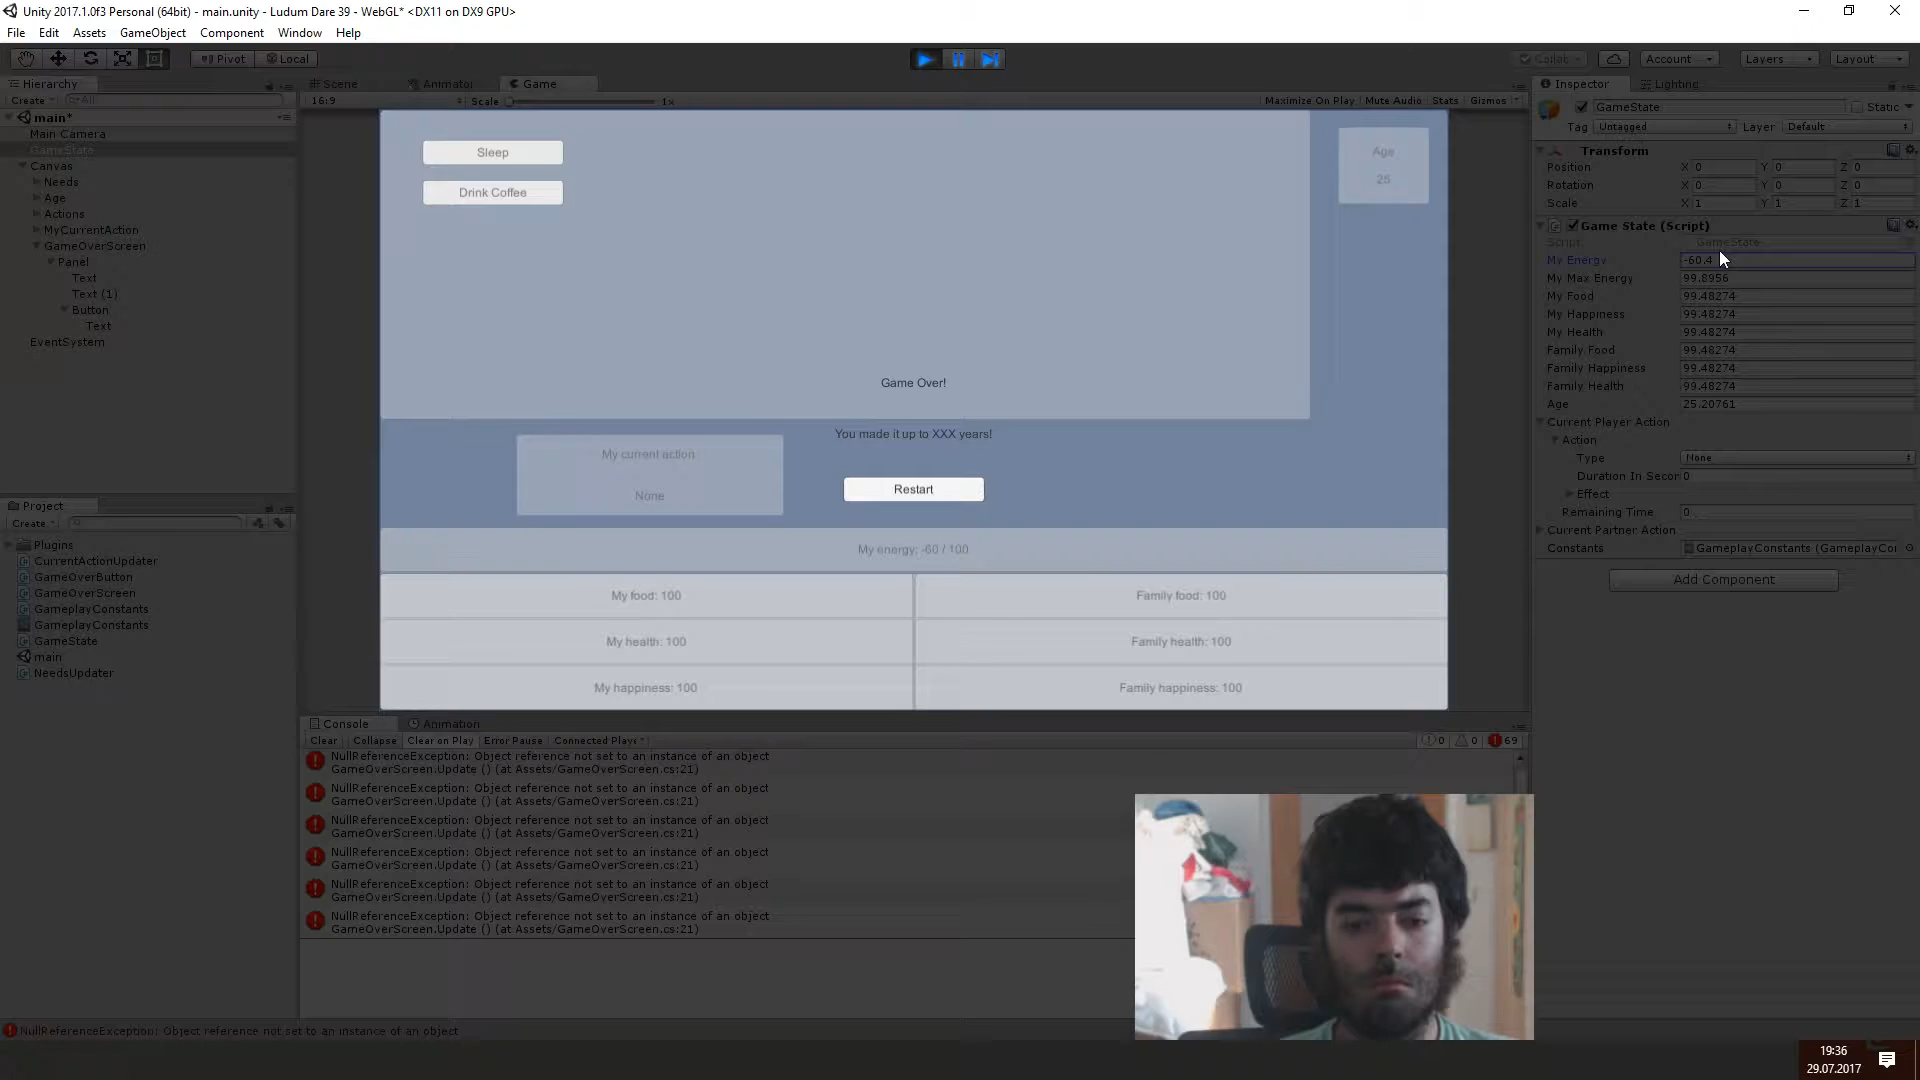 Unity 2017.1.0f3 Personal (64bit) - main.unity - Ludum Dare 39 - WebGL* <DX11 on DX9 GPU>
File Edit Assets GameObject Component Window Help
Pivot Local Collab Account Layers Layout
Hierarchy
Create All
main*
Main Camera
GameState
Canvas
Needs
Age
Actions
MyCurrentAction
GameOverScreen
Panel
Text
Text (1)
Button
Text
EventSystem
Project
Create
Plugins
CurrentActionUpdater
GameOverButton
GameOverScreen
GameplayConstants
GameplayConstants
GameState
main
NeedsUpdater
Scene Animator Game
16:9 Scale 1x Maximize On Play Mute Audio Stats Gizmos
Sleep
Drink Coffee
Age
25
Game Over!
You made it up to XXX years!
My current action
None
Restart
My energy: -60 / 100
My food: 100 Family food: 100
My health: 100 Family health: 100
My happiness: 100 Family happiness: 100
Console Animation
Clear Collapse Clear on Play Error Pause Connected Playe
0 0 69
NullReferenceException: Object reference not set to an instance of an object
GameOverScreen.Update () (at Assets/GameOverScreen.cs:21)
NullReferenceException: Object reference not set to an instance of an object
GameOverScreen.Update () (at Assets/GameOverScreen.cs:21)
NullReferenceException: Object reference not set to an instance of an object
GameOverScreen.Update () (at Assets/GameOverScreen.cs:21)
NullReferenceException: Object reference not set to an instance of an object
GameOverScreen.Update () (at Assets/GameOverScreen.cs:21)
NullReferenceException: Object reference not set to an instance of an object
GameOverScreen.Update () (at Assets/GameOverScreen.cs:21)
NullReferenceException: Object reference not set to an instance of an object
GameOverScreen.Update () (at Assets/GameOverScreen.cs:21)
NullReferenceException: Object reference not set to an instance of an object
Inspector Lighting
GameState Static
Tag Untagged Layer Default
Transform
Position X 0 Y 0 Z 0
Rotation X 0 Y 0 Z 0
Scale X 1 Y 1 Z 1
Game State (Script)
Script GameState
My Energy -60.4
My Max Energy 99.8956
My Food 99.48274
My Happiness 99.48274
My Health 99.48274
Family Food 99.48274
Family Happiness 99.48274
Family Health 99.48274
Age 25.20761
Current Player Action
Action
Type None
Duration In Secor 0
Effect
Remaining Time 0
Current Partner Action
Constants GameplayConstants (GameplayCor
Add Component
19:36
29.07.2017